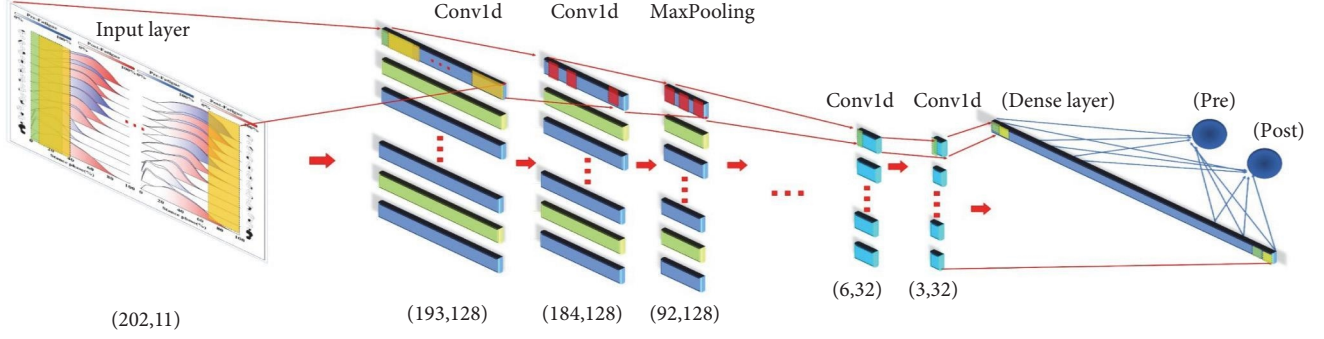 Conv1d
Conv1d
MaxPooling
Input layer
Conv1d
Conv1d
(Dense layer)
(Pre)
(Post)
(6,32)
(3,32)
(202,11)
(193,128)
(184,128)
(92,128)